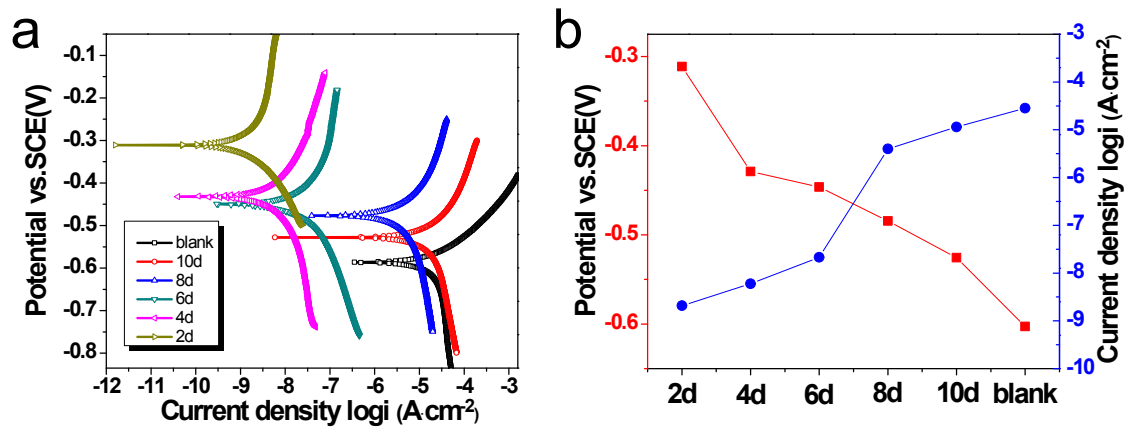 a
Potential vs.SCE(V)
-0.1
-0.2
-0.3
-0.4
-0.5
-0.6
-0.7
-0.8
blank
10d
8d
6d
4d
2d
-12 -11 -10 -9 -8 -7 -6 -5 -4 -3
Current density logi (A·cm⁻²)
b
Potential vs.SCE(V)
-0.3
-0.4
-0.5
-0.6
2d 4d 6d 8d 10d blank
-3
-4
-5
-6
-7
-8
-9
-10
Current density logi (A·cm⁻²)